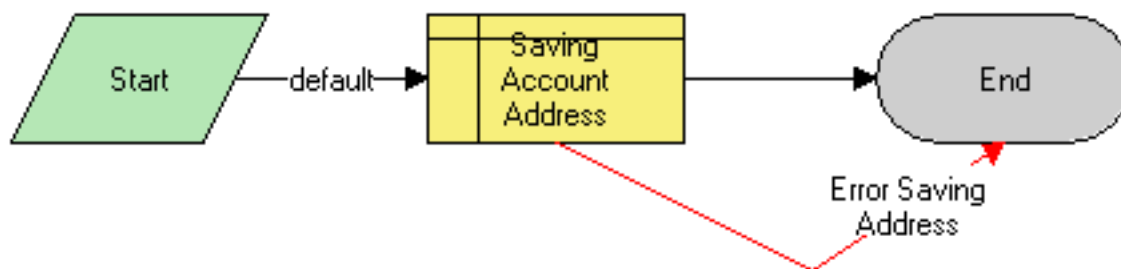 Start
default
Saving
Account
Address
End
Error Saving
Address